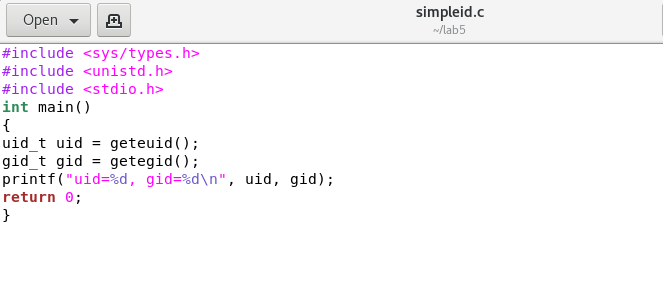 Open
simpleid.c
~/lab5
#include <sys/types.h>
#include <unistd.h>
#include <stdio.h>
int main()
{
uid_t uid = geteuid();
gid_t gid = getegid();
printf("uid=%d, gid=%d\n", uid, gid);
return 0;
}